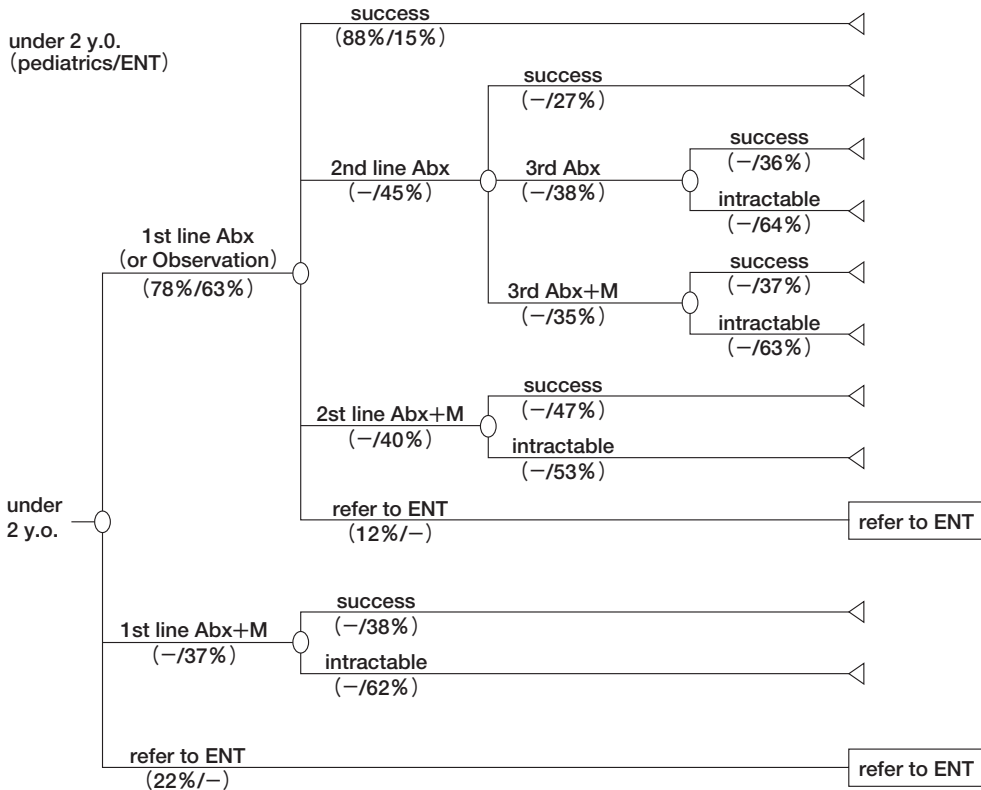 under 2 y.0.
(pediatrics/ENT)
success
(88%/15%)
success
(−/27%)
2nd line Abx
(−/45%)
3rd Abx
(−/38%)
success
(−/36%)
intractable
(−/64%)
1st line Abx
(or Observation)
(78%/63%)
3rd Abx+M
(−/35%)
success
(−/37%)
intractable
(−/63%)
2st line Abx+M
(−/40%)
success
(−/47%)
intractable
(−/53%)
refer to ENT
(12%/−)
refer to ENT
under
2 y.o.
1st line Abx+M
(−/37%)
success
(−/38%)
intractable
(−/62%)
refer to ENT
(22%/−)
refer to ENT